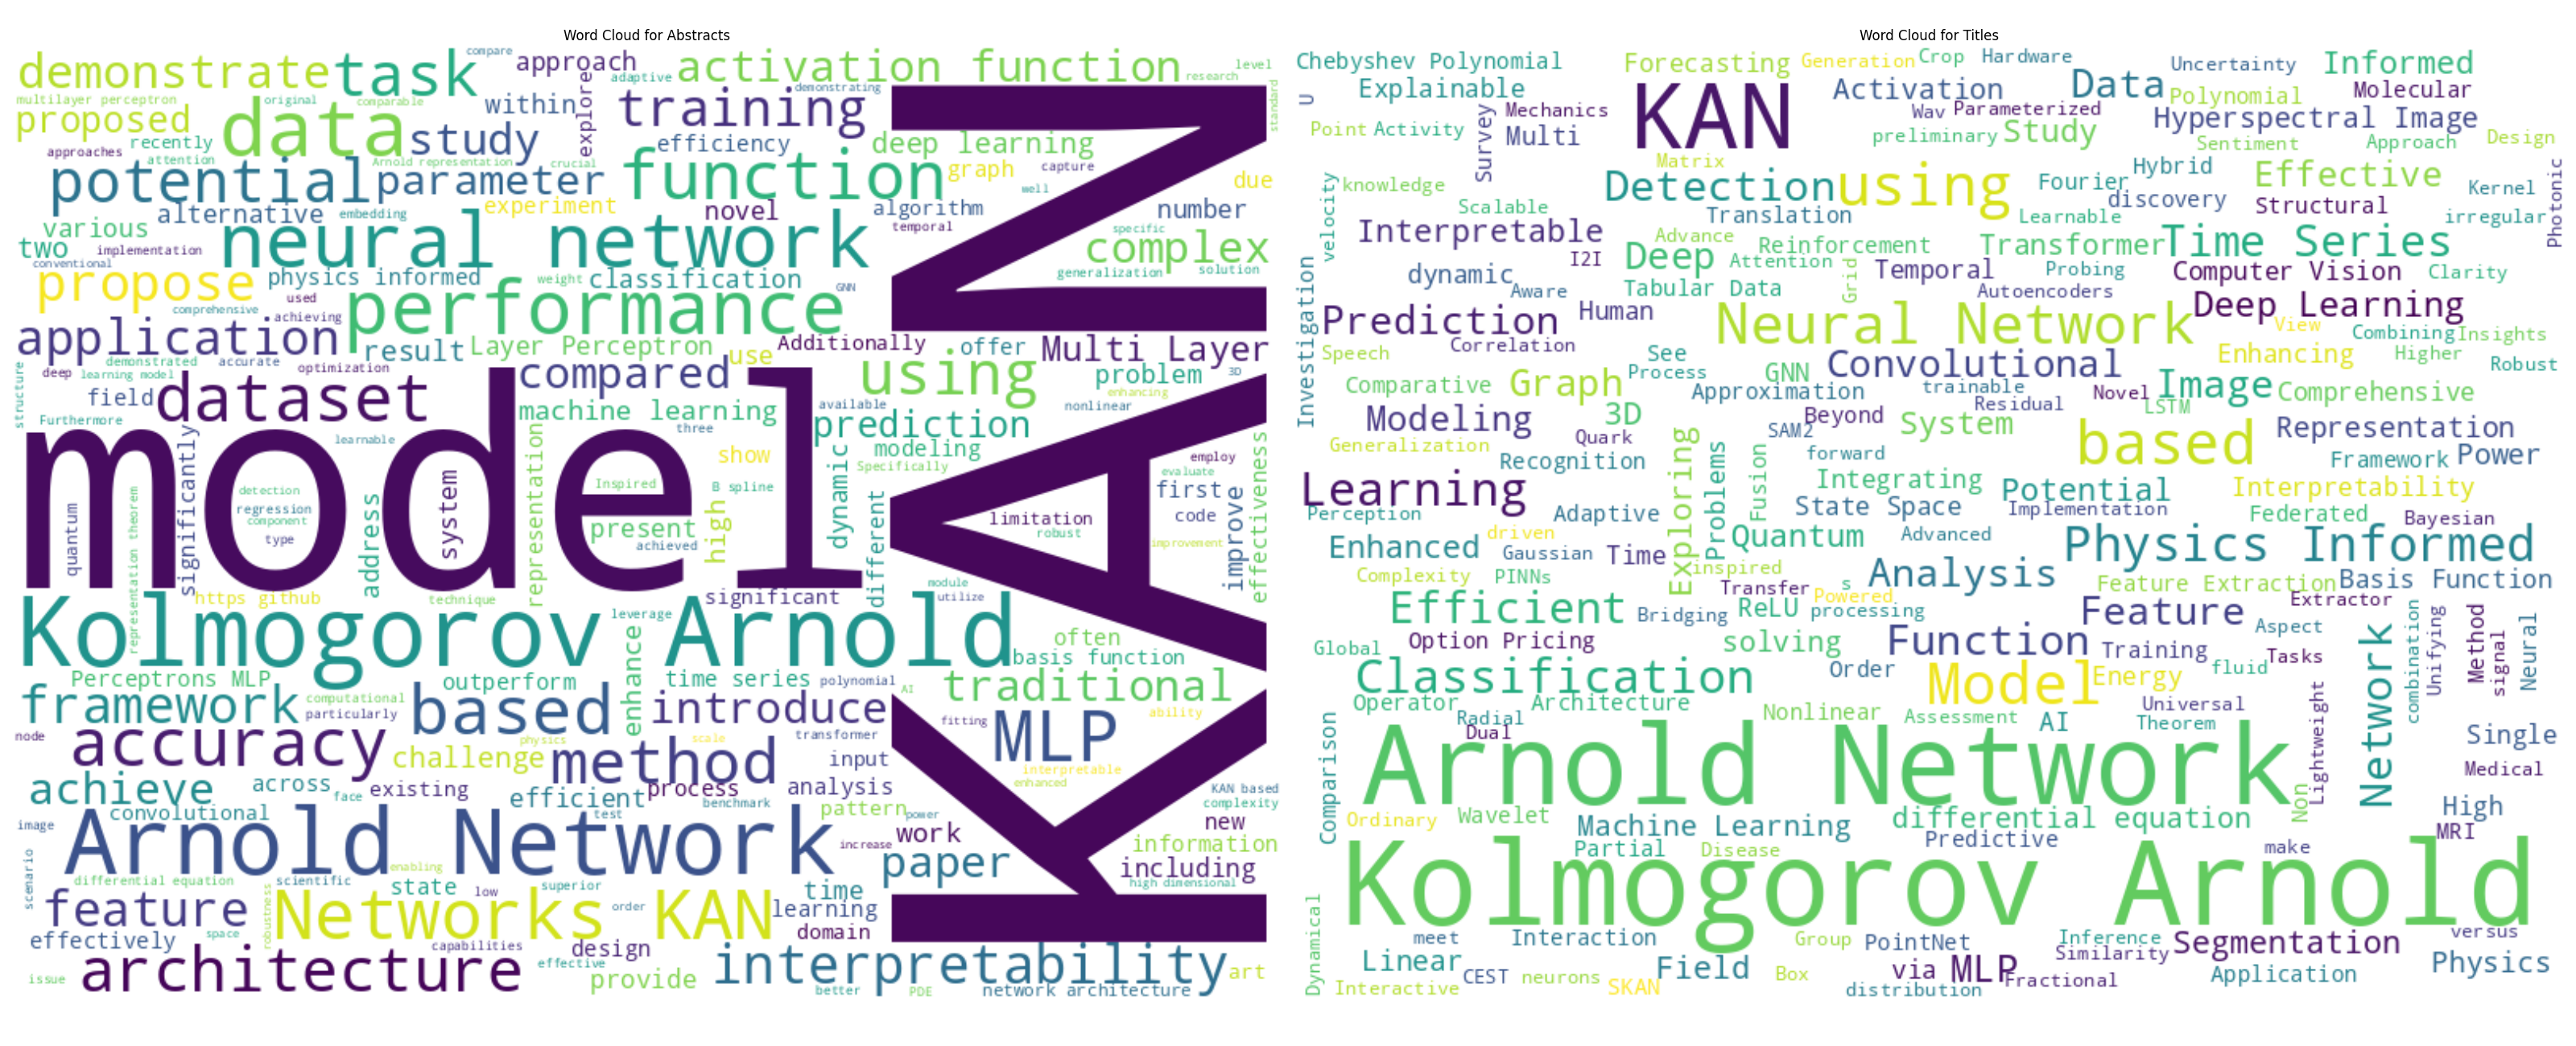 Word Cloud for Abstracts
compare
demonstrate
task
approach
adaptive
activation function
level
research
multilayer perceptron
original
comparable
within
explore
demonstrating
training
standard
proposed
data
study
recently
efficiency
deep learning
approaches
attention
Arnold representation
crucial
function
graph
capture
potential
parameter
well
due
alternative
embedding
experiment
novel
algorithm
number
various
temporal
specific
two
implementation
neural network
complex
conventional
propose
physics informed
weight
classification
GNN
generalization
solution
used
comprehensive
achieving
performance
application
result
Layer Perceptron
use
Additionally
offer
Multi Layer
demonstrated
accurate
optimization
deep
learning model
compared
using
problem
3D
structure
field
dataset
machine learning
available
nonlinear
enhancing
Furthermore
three
prediction
learnable
modeling
show
Specifically
employ
evaluate
model
KAN
significantly
representation
system
dynamic
Inspired
B spline
first
effectiveness
detection
regression
component
type
quantum
representation theorem
address
present
achieved
high
different
limitation
robust
code
improve
improvement
https github
technique
significant
module
utilize
Kolmogorov Arnold
leverage
often
enhance
basis function
Perceptrons MLP
outperform
time series
polynomial
AI
traditional
framework
computational
particularly
based
introduce
fitting
MLP
ability
node
accuracy
physics
scale
transformer
challenge
method
input
interpretable
enhanced
achieve
across
face
existing
efficient
process
analysis
KAN based
benchmark
complexity
convolutional
test
pattern
power
image
Arnold Network
work
new
increase
information
scenario
enabling
paper
including
differential equation
scientific
state
low
superior
time
high dimensional
feature
robustness
Networks KAN
order
learning
effectively
space
capabilities
design
domain
issue
architecture
effective
provide
interpretability
art
better
PDE
network architecture
Word Cloud for Titles
Chebyshev Polynomial
Forecasting
Generation
Crop
Hardware
Uncertainty
Informed
U
Explainable
KAN
Activation
Data
Polynomial
Molecular
Mechanics
Wav
Parameterized
Hyperspectral Image
Point
Activity
Survey
Multi
preliminary
Study
Sentiment
Approach
Design
Matrix
Hybrid
velocity
knowledge
Detection
using
Fourier
discovery
Effective
Kernel
Photonic
Scalable
Translation
Learnable
Structural
irregular
Interpretable
Advance
Reinforcement
Transformer
Time Series
I2I
Deep
Attention
Grid
Temporal
Probing
Computer Vision
Clarity
dynamic
Aware
Tabular Data
Autoencoders
Investigation
Prediction
Human
Neural Network
Deep Learning
View
Combining
Insights
Speech
Correlation
See
Process
Convolutional
Enhancing
Higher
Robust
Comparative
Graph
GNN
Approximation
trainable
Novel
Image
Comprehensive
Residual
LSTM
Modeling
3D
Beyond
Generalization
Quark
SAM2
System
based
Representation
Recognition
Exploring
Problems
Fusion
forward
Framework
Power
Learning
Integrating
Potential
Interpretability
Perception
Adaptive
State Space
Implementation
Federated
Bayesian
driven
Enhanced
Gaussian
Time
Quantum
Advanced
Physics Informed
Complexity
PINNs
inspired
Transfer
s
Analysis
Feature Extraction
Basis Function
Powered
Efficient
Bridging
ReLU
processing
Feature
Extractor
Global
Option Pricing
solving
Function
Training
Aspect
Network
combination
Unifying
Method
signal
Neural
Classification
Order
Model
Energy
fluid
Tasks
Operator
Architecture
Universal
Radial
Dual
Nonlinear
Assessment
AI
Theorem
Comparison
Arnold Network
Lightweight
Single
Medical
Non
Ordinary
Wavelet
Machine Learning
differential equation
High
Partial
Disease
Predictive
MRI
make
Kolmogorov Arnold
Dynamical
meet
Interaction
Group
PointNet
Inference
Similarity
Segmentation
versus
Linear
CEST
neurons
Field
Box
via
MLP
Fractional
Application
Physics
Interactive
SKAN
distribution